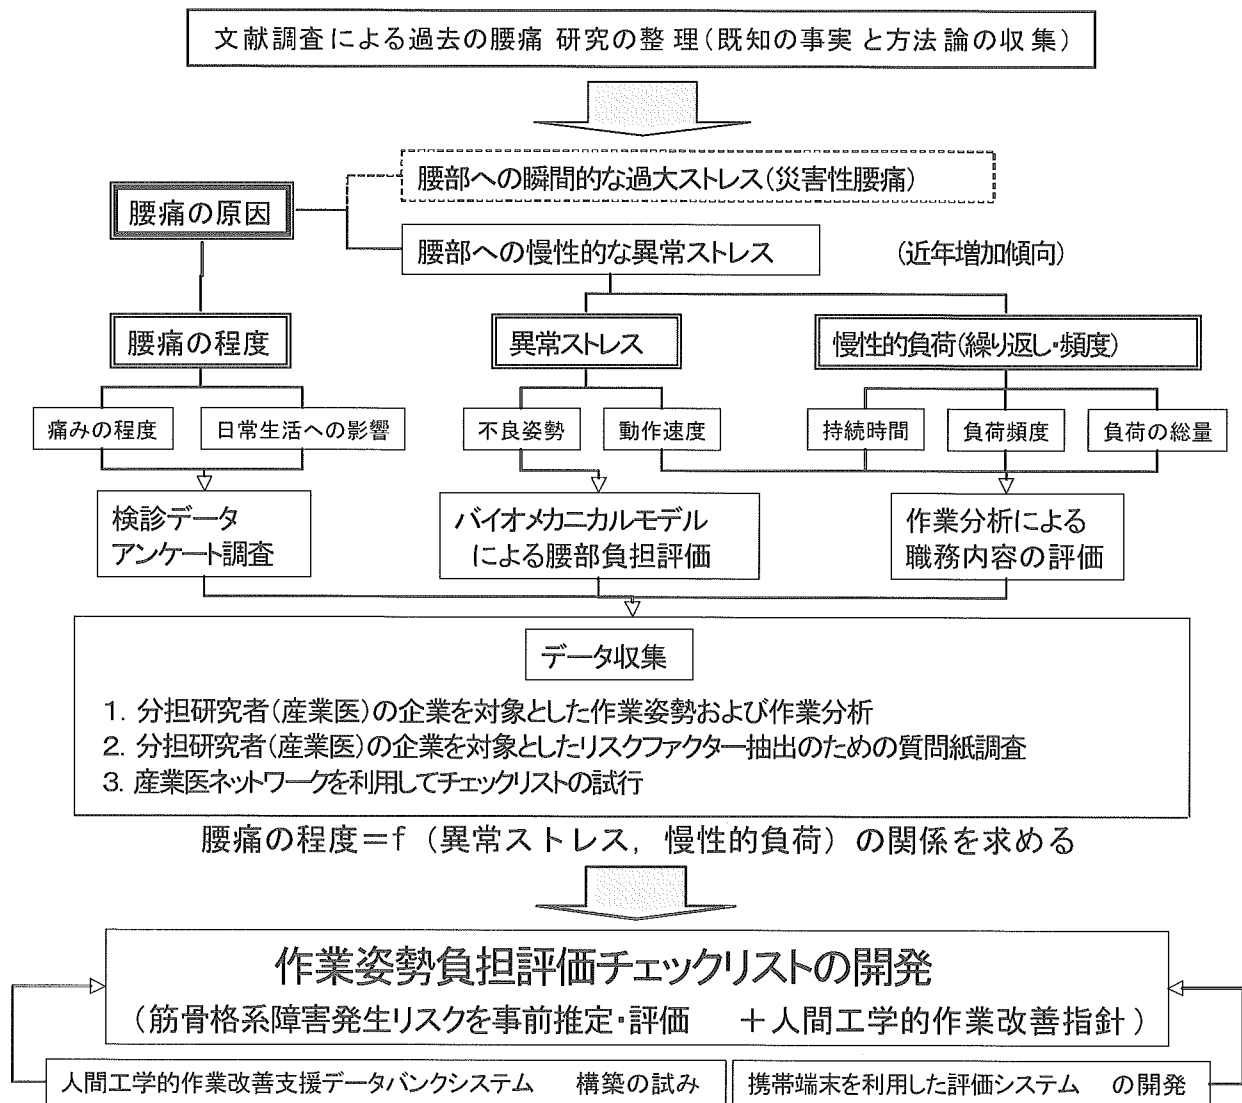 文献調査による過去の腰痛 研究の整 理(既知の事実 と方法 論の収 集)
腰部への瞬間的な過大ストレス(災害性腰痛)
腰痛の原因
腰部への慢性的な異常ストレス (近年増加傾向)
腰痛の程度 異常ストレス 慢性的負荷(繰り返し・頻度)
痛みの程度 日常生活への影響 不良姿勢 動作速度 持続時間 負荷頻度 負荷の総量
検診データ
アンケート調査
バイオメカニカルモデル
による腰部負担評価
作業分析による
職務内容の評価
データ収集
1. 分担研究者(産業医)の企業を対象とした作業姿勢および作業分析
2. 分担研究者(産業医)の企業を対象としたリスクファクター抽出のための質問紙調査
3. 産業医ネットワークを利用してチェックリストの試行
腰痛の程度=f (異常ストレス, 慢性的負荷) の関係を求める
作業姿勢負担評価チェックリストの開発
(筋骨格系障害発生リスクを事前推定・評価 +人間工学的作業改善指針)
人間工学的作業改善支援データバンクシステム 構築の試み
携帯端末を利用した評価システム の開発